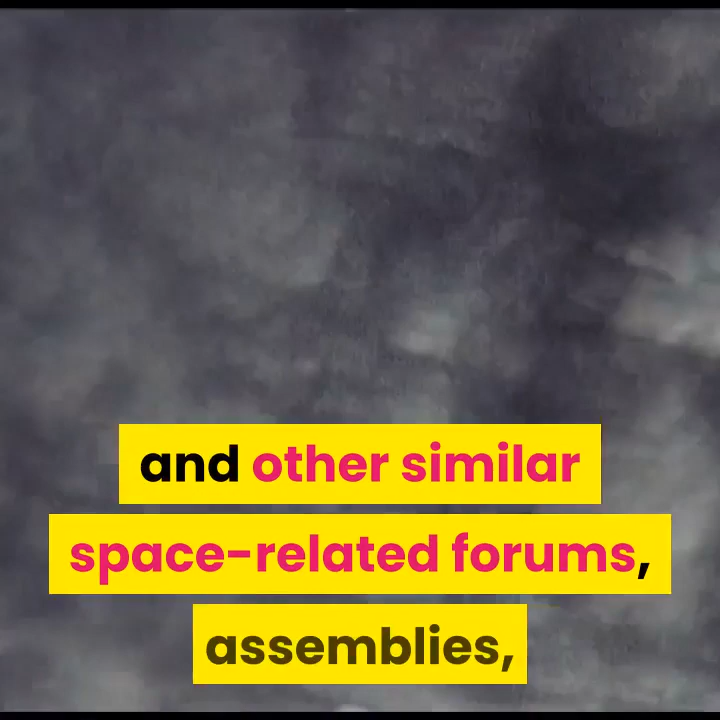 and other similar
space-related forums,
assemblies,